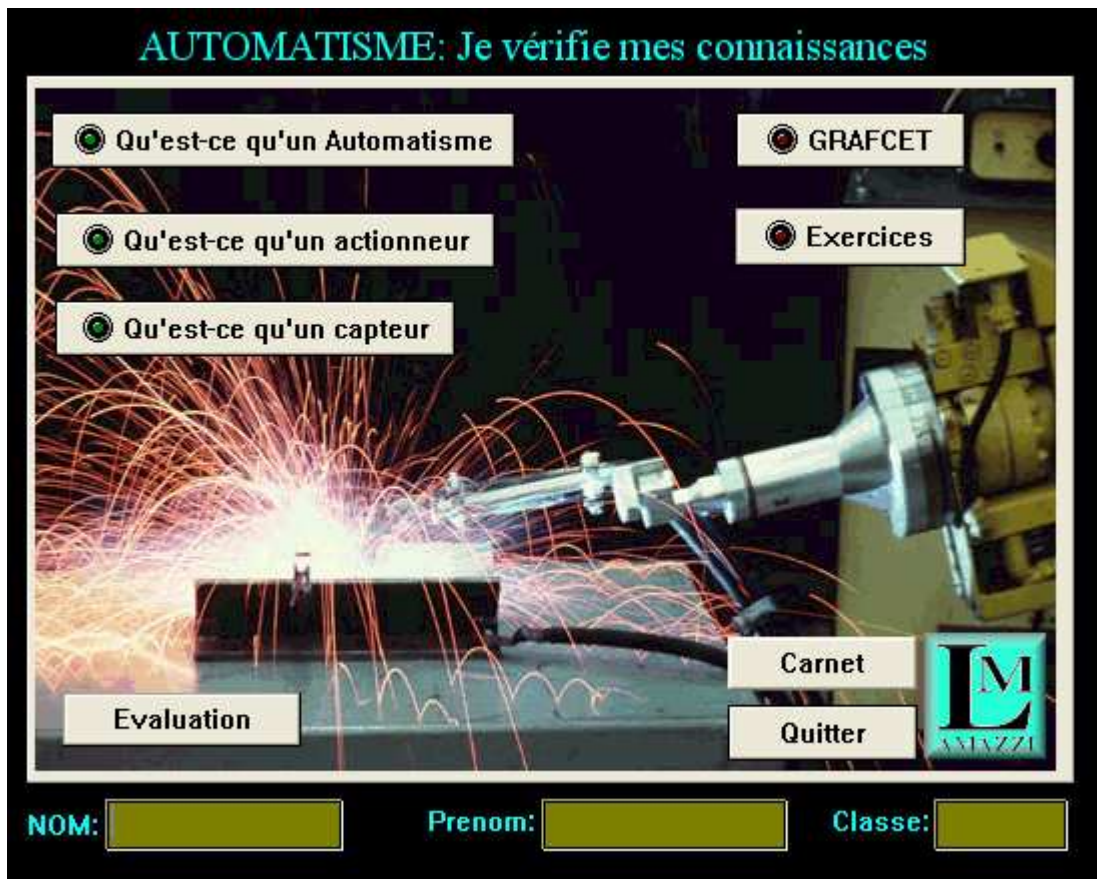 AUTOMATISME: Je vérifie mes connaissances
Qu'est-ce qu'un Automatisme
GRAFCET
Qu'est-ce qu'un actionneur
Exercices
Qu'est-ce qu'un capteur
Carnet
LM
AMAZZI
Evaluation
Quitter
NOM:
Prenom:
Classe: